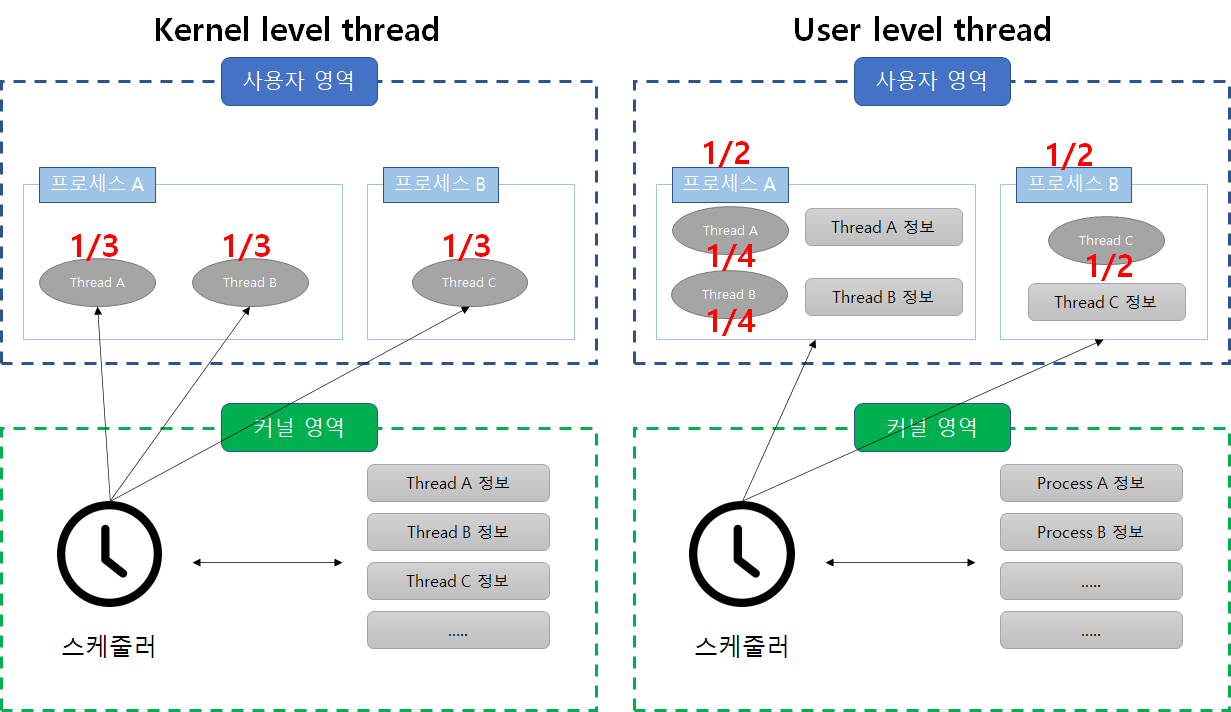 Kernel level thread
사용자 영역
프로세스 A
프로세스 B
1/3
1/3
1/3
Thread A
Thread B
Thread C
커널 영역
Thread A 정보
Thread B 정보
Thread C 정보
.....
스케줄러
User level thread
사용자 영역
1/2
프로세스 A
Thread A
1/4
Thread A 정보
Thread B
1/4
Thread B 정보
1/2
프로세스 B
Thread C
1/2
Thread C 정보
커널 영역
Process A 정보
Process B 정보
.....
.....
스케줄러